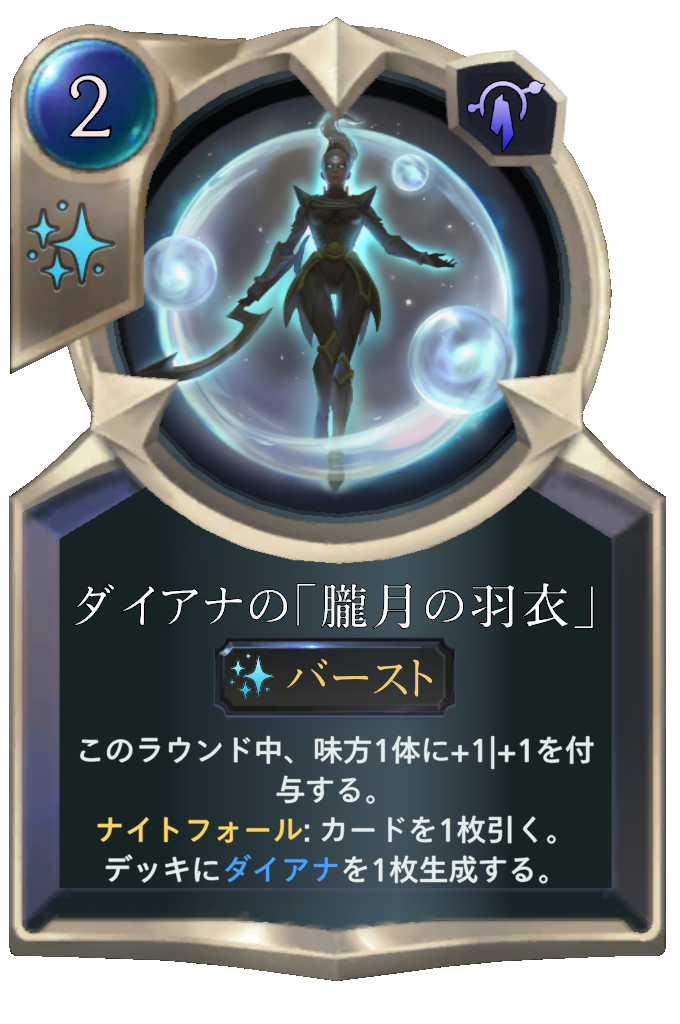 2
ダイアナの「朧月の羽衣」
バースト
このラウンド中、味方1体に+1|+1を付
与する。
ナイトフォール: カードを1枚引く。
デッキにダイアナを1枚生成する。